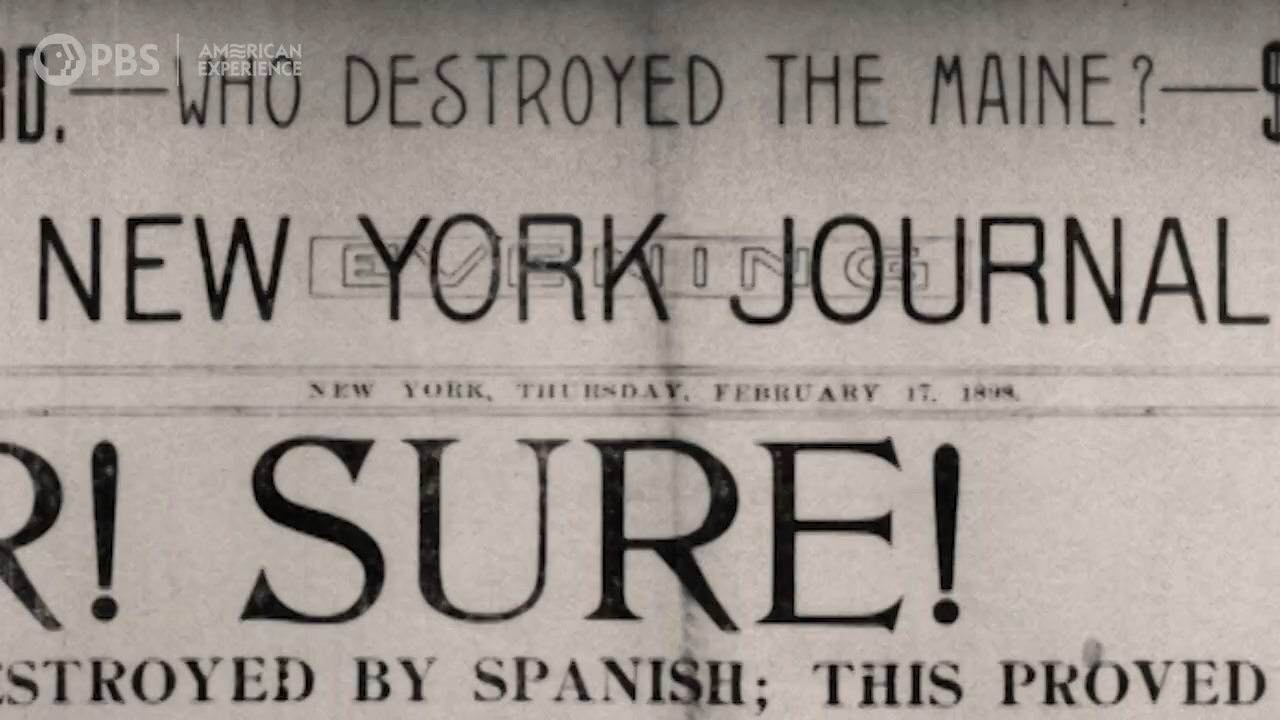 PBS AMERICAN EXPERIENCE
RD.—WHO DESTROYED THE MAINE?—$
NEW YORK JOURNAL
EVENING
NEW YORK, THURSDAY, FEBRUARY 17, 1898.
R! SURE!
ESTROYED BY SPANISH; THIS PROVED